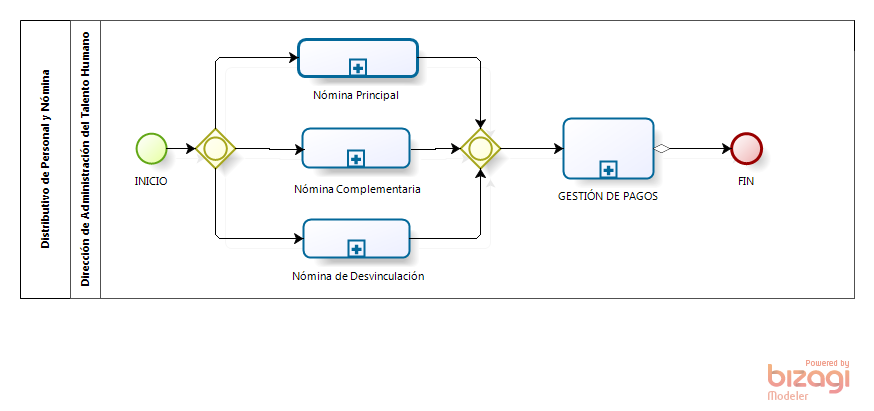 Distributivo de Personal y Nómina
Dirección de Administración del Talento Humano
INICIO
Nómina Principal
Nómina Complementaria
Nómina de Desvinculación
GESTIÓN DE PAGOS
FIN
Powered by
bizagi
Modeler